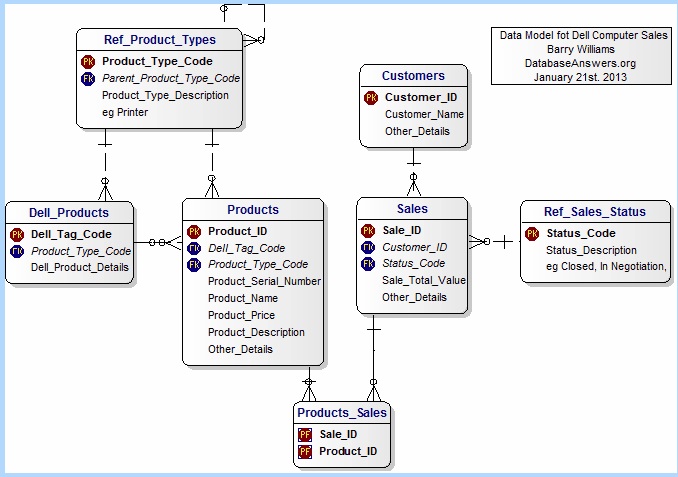 Ref_Product_Types
PK Product_Type_Code
FK Parent_Product_Type_Code
Product_Type_Description
eg Printer
Data Model fot Dell Computer Sales
Barry Williams
DatabaseAnswers.org
January 21st. 2013
Customers
PK Customer_ID
Customer_Name
Other_Details
Dell_Products
PK Dell_Tag_Code
FK Product_Type_Code
Dell_Product_Details
Products
PK Product_ID
FK Dell_Tag_Code
FK Product_Type_Code
Product_Serial_Number
Product_Name
Product_Price
Product_Description
Other_Details
Sales
PK Sale_ID
FK Customer_ID
FK Status_Code
Sale_Total_Value
Other_Details
Ref_Sales_Status
PK Status_Code
Status_Description
eg Closed, In Negotiation,
Products_Sales
PF Sale_ID
PF Product_ID